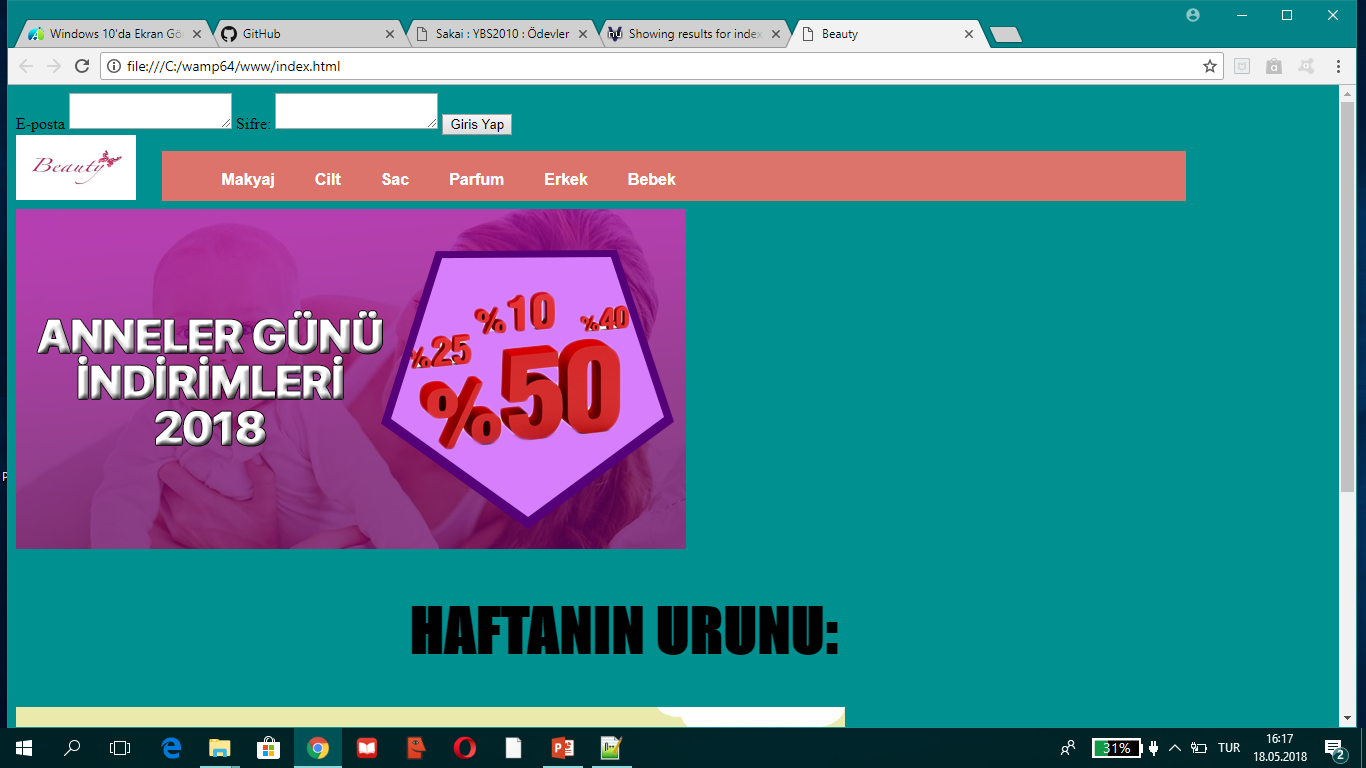 Windows 10'da Ekran Gör
GitHub
Sakai : YBS2010 : Ödevler
Showing results for index
Beauty
file:///C:/wamp64/www/index.html
E-posta
Sifre:
Giris Yap
Beauty
Makyaj Cilt Sac Parfum Erkek Bebek
ANNELER GÜNÜ
İNDİRİMLERİ
2018
%10
%40
%25
%50
HAFTANIN URUNU:
31%
TUR
16:17
18.05.2018
2